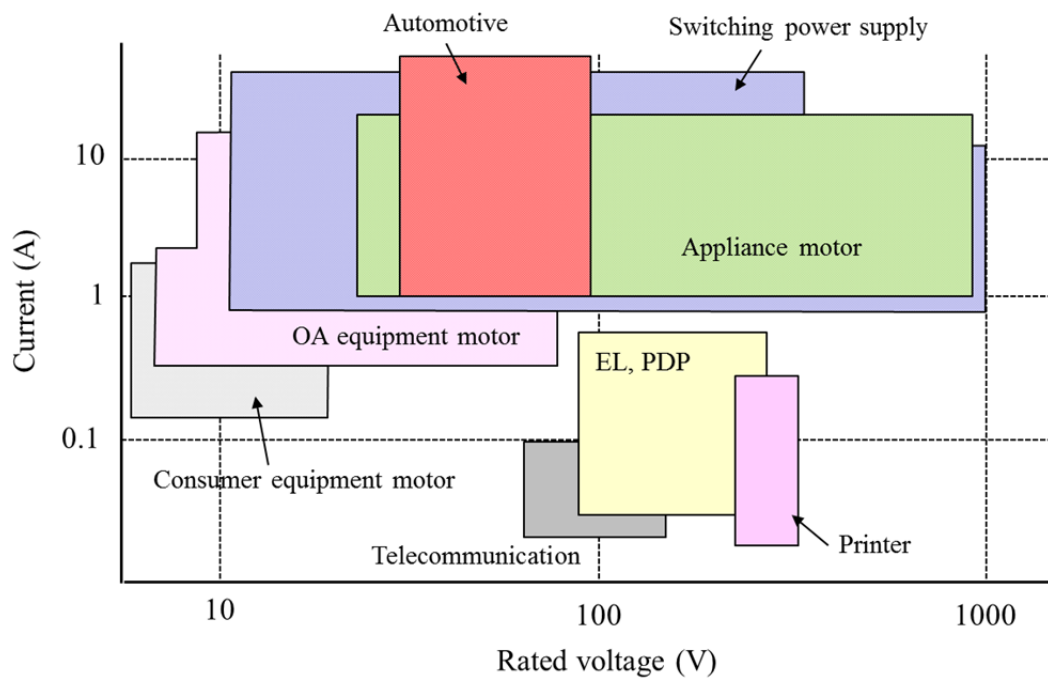 Automotive
Switching power supply
10
Appliance motor
1
OA equipment motor
EL, PDP
0.1
Consumer equipment motor
Telecommunication
Printer
Current (A)
10
100
1000
Rated voltage (V)